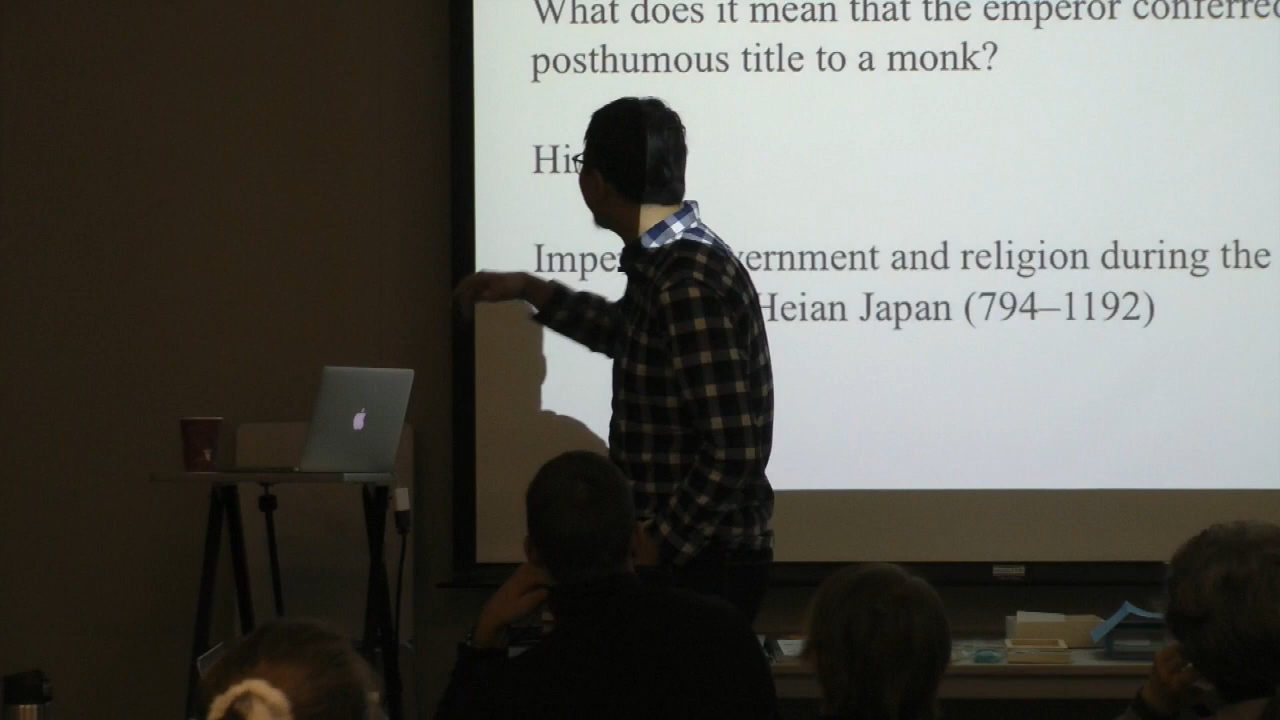 What does it mean that the emperor conferred
posthumous title to a monk?
Hi
Impe vernment and religion during the
Heian Japan (794–1192)